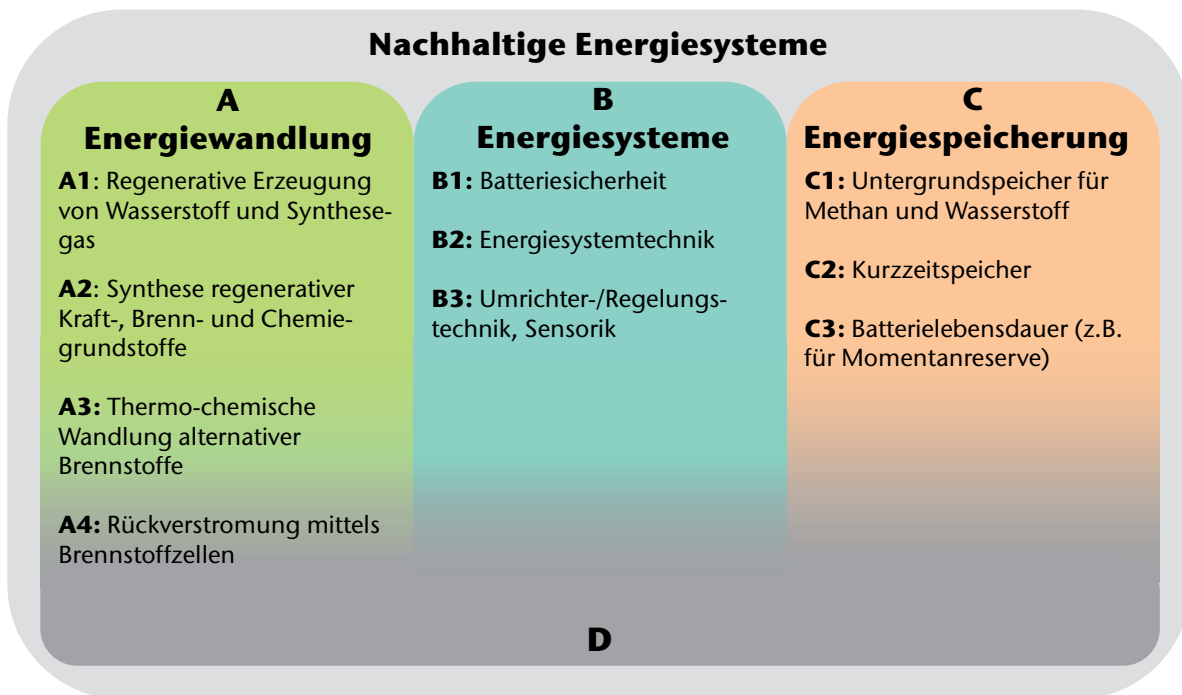 Nachhaltige Energiesysteme
A
Energiewandlung
A1: Regenerative Erzeugung
von Wasserstoff und Synthese-
gas
A2: Synthese regenerativer
Kraft-, Brenn- und Chemie-
grundstoffe
A3: Thermo-chemische
Wandlung alternativer
Brennstoffe
A4: Rückverstromung mittels
Brennstoffzellen
B
Energiesysteme
B1: Batteriesicherheit
B2: Energiesystemtechnik
B3: Umrichter-/Regelungs-
technik, Sensorik
C
Energiespeicherung
C1: Untergrundspeicher für
Methan und Wasserstoff
C2: Kurzzeitspeicher
C3: Batterielebensdauer (z.B.
für Momentanreserve)
D